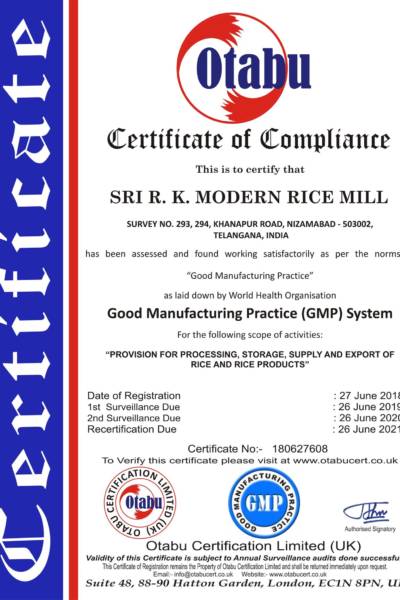 Certificate
Otabu
Certificate of Compliance
This is to certify that
SRI R. K. MODERN RICE MILL
SURVEY NO. 293, 294, KHANAPUR ROAD, NIZAMABAD - 503002,
TELANGANA, INDIA
has been assessed and found working satisfactorily as per the norms
“Good Manufacturing Practice”
as laid down by World Health Organisation
Good Manufacturing Practice (GMP) System
For the following scope of activities:
“PROVISION FOR PROCESSING, STORAGE, SUPPLY AND EXPORT OF
RICE AND RICE PRODUCTS”
Date of Registration : 27 June 2018
1st Surveillance Due : 26 June 2019
2nd Surveillance Due : 26 June 2020
Recertification Due : 26 June 2021
Certificate No:- 180627608
To Verify this certificate please visit at www.otabucert.co.uk
OTABU CERTIFICATION LIMITED (UK)
Otabu
GOOD MANUFACTURING PRACTICE
GMP
Authorised Signatory
Otabu Certification Limited (UK)
Validity of this Certificate is subject to Annual Surveillance audits done successful
This Certificate of Registration remains the Property of Otabu Certification Limited and shall be returned immediately upon request.
Email:- info@otabucert.co.uk Website:- www.otabucert.co.uk
Suite 48, 88-90 Hatton Garden, London, EC1N 8PN, U